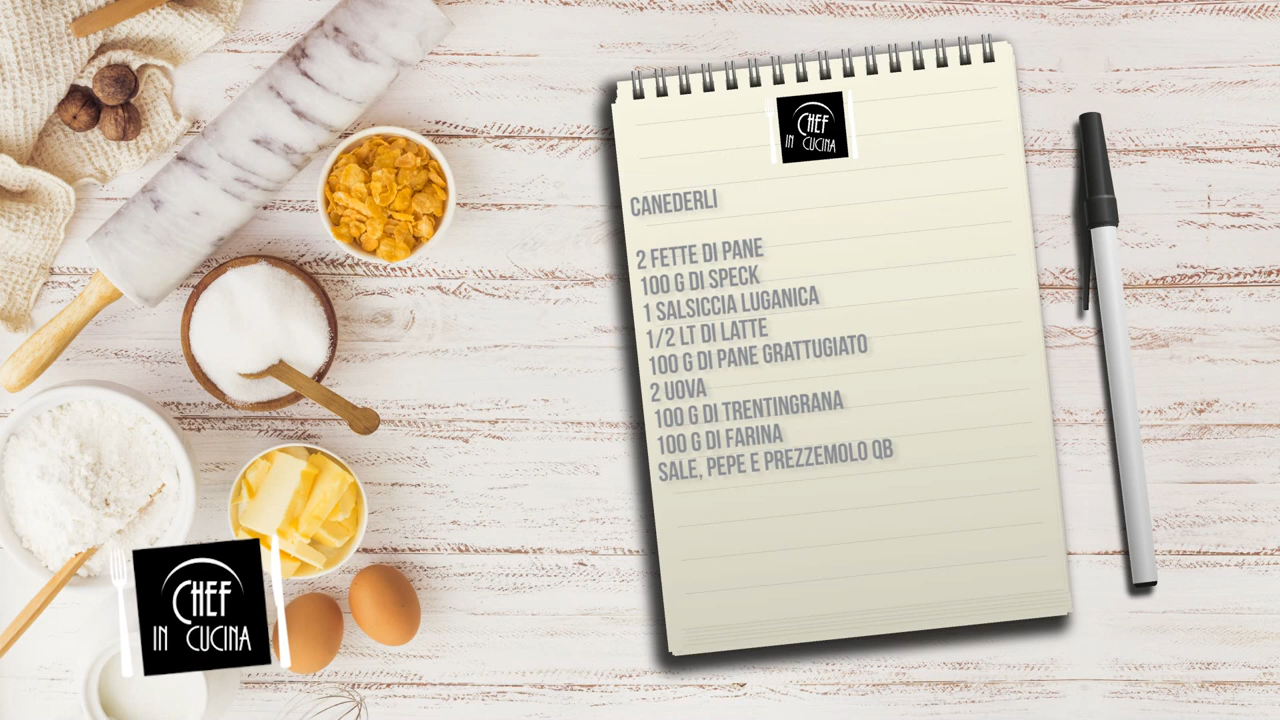 CHEF
IN CUCINA
CANEDERLI
2 FETTE DI PANE
100 G DI SPECK
1 SALSICCIA LUGANICA
1/2 LT DI LATTE
100 G DI PANE GRATTUGIATO
2 UOVA
100 G DI TRENTINGRANA
100 G DI FARINA
SALE, PEPE E PREZZEMOLO QB
CHEF
IN CUCINA